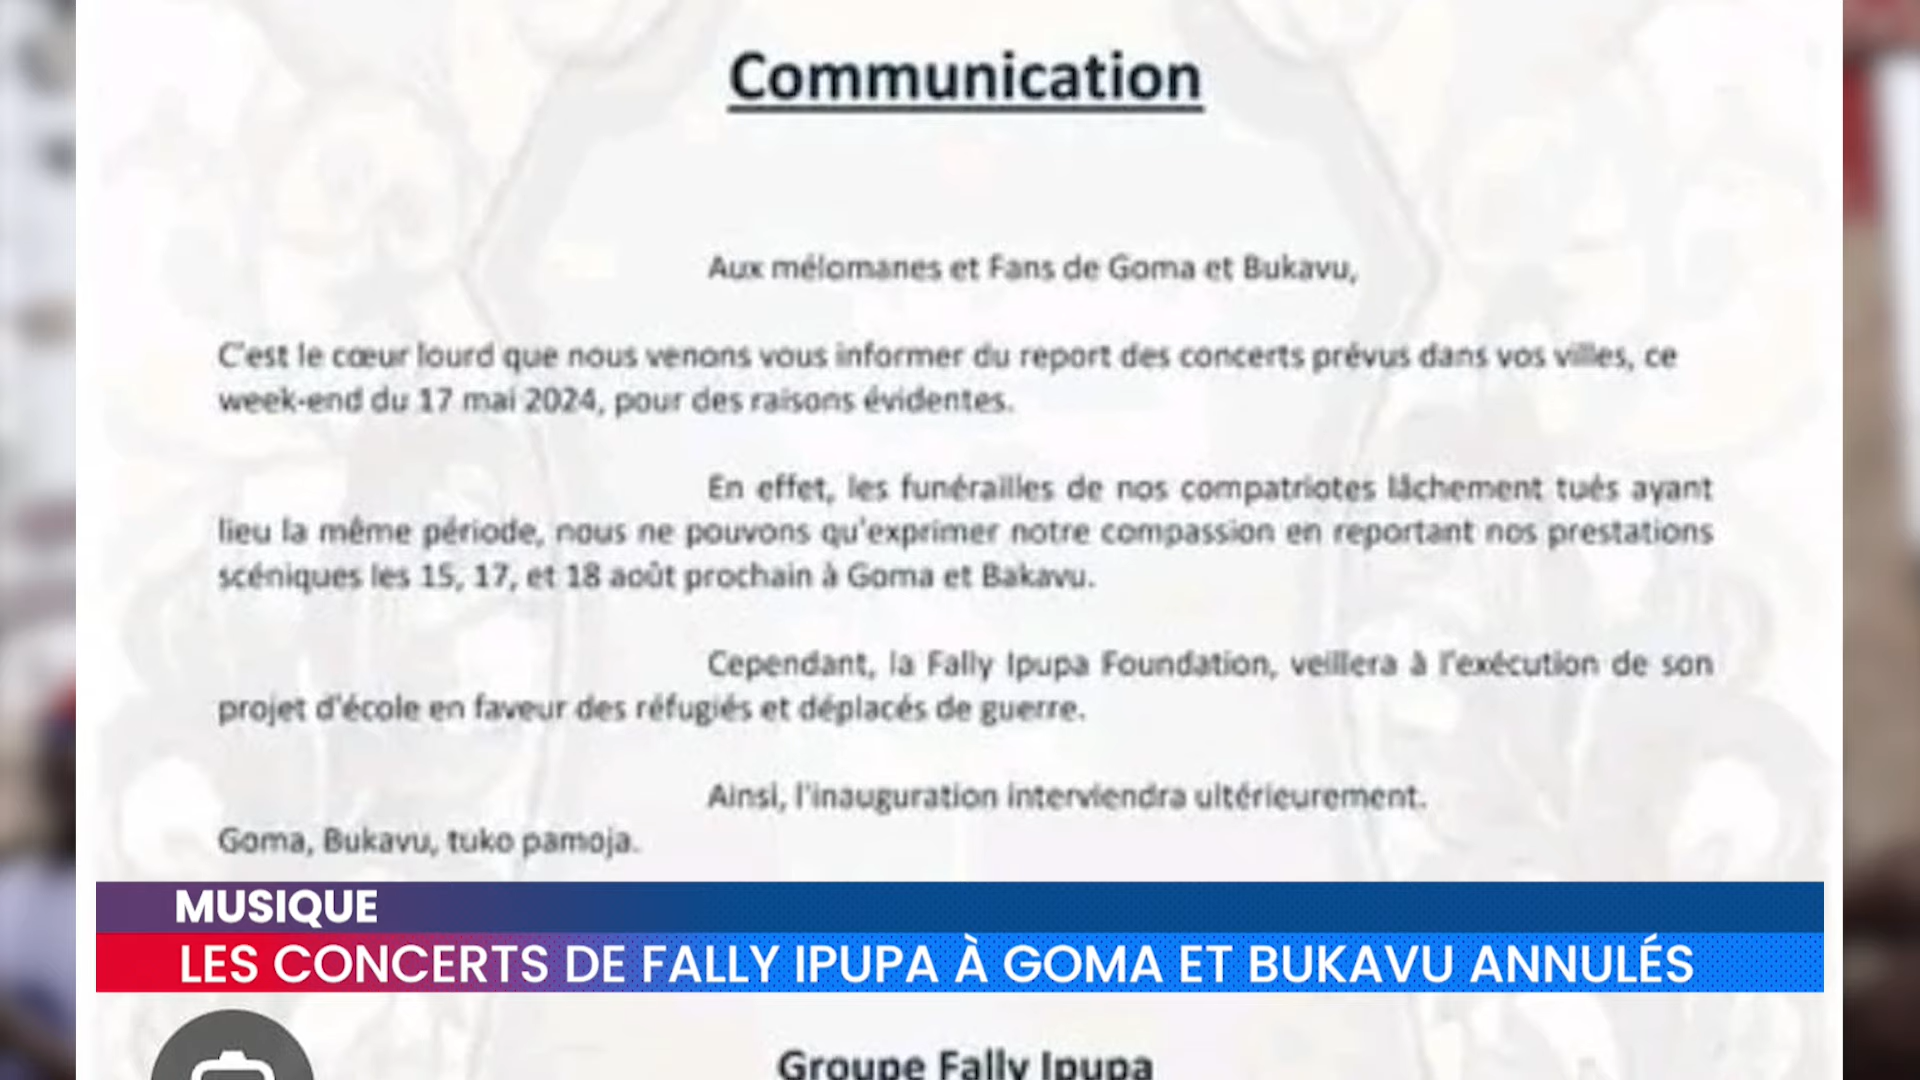 Communication
Aux mélomanes et Fans de Goma et Bukavu,
C'est le cœur lourd que nous venons vous informer du report des concerts prévus dans vos villes, ce
week-end du 17 mai 2024, pour des raisons évidentes.
En effet, les funérailles de nos compatriotes lâchement tués ayant
lieu la même période, nous ne pouvons qu'exprimer notre compassion en reportant nos prestations
scéniques les 15, 17, et 18 août prochain à Goma et Bakavu.
Cependant, la Fally Ipupa Foundation, veillera à l'exécution de son
projet d'école en faveur des réfugiés et déplacés de guerre.
Ainsi, l'inauguration interviendra ultérieurement.
Goma, Bukavu, tuko pamoja.
MUSIQUE
LES CONCERTS DE FALLY IPUPA À GOMA ET BUKAVU ANNULÉS
Groupe Fally Ipupa